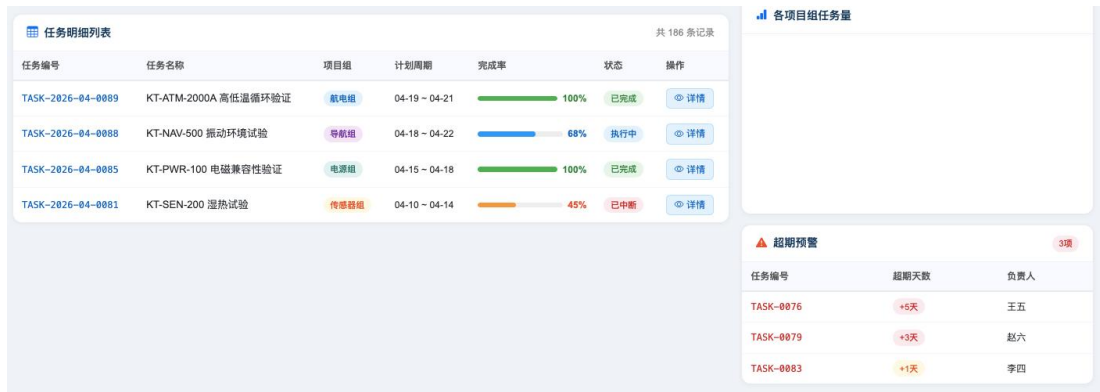 任务明细列表 共 186 条记录
任务编号 任务名称 项目组 计划周期 完成率 状态 操作
TASK-2026-04-0089 KT-ATM-2000A 高低温循环验证 航电组 04-19 ~ 04-21 100% 已完成 详情
TASK-2026-04-0088 KT-NAV-500 振动环境试验 导航组 04-18 ~ 04-22 68% 执行中 详情
TASK-2026-04-0085 KT-PWR-100 电磁兼容性验证 电源组 04-15 ~ 04-18 100% 已完成 详情
TASK-2026-04-0081 KT-SEN-200 湿热试验 传感器组 04-10 ~ 04-14 45% 已中断 详情
各项目组任务量
超期预警 3项
任务编号 超期天数 负责人
TASK-0076 +5天 王五
TASK-0079 +3天 赵六
TASK-0083 +1天 李四